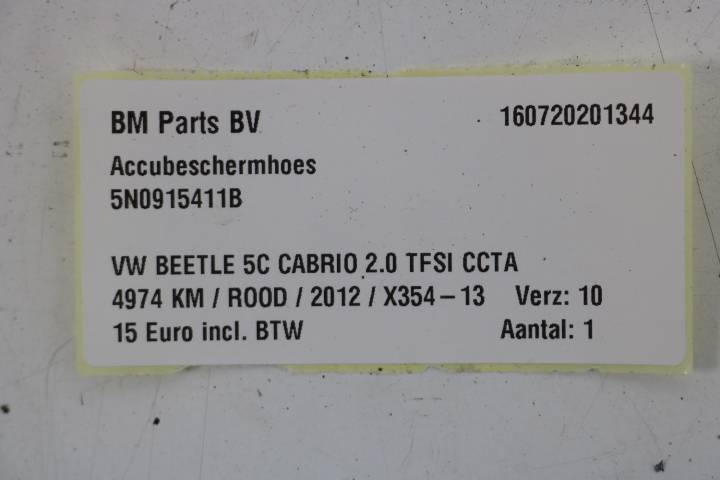 BM Parts BV 160720201344
Accubeschermhoes
5N0915411B
VW BEETLE 5C CABRIO 2.0 TFSI CCTA
4974 KM / ROOD / 2012 / X354-13 Verz: 10
15 Euro incl. BTW Aantal: 1